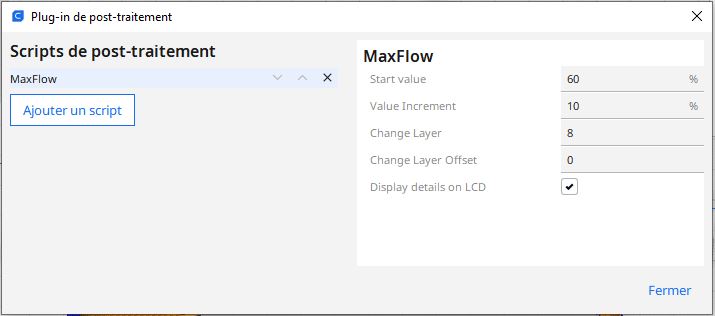 Plug-in de post-traitement
Scripts de post-traitement
MaxFlow
Ajouter un script
MaxFlow
Start value 60 %
Value Increment 10 %
Change Layer 8
Change Layer Offset 0
Display details on LCD
Fermer